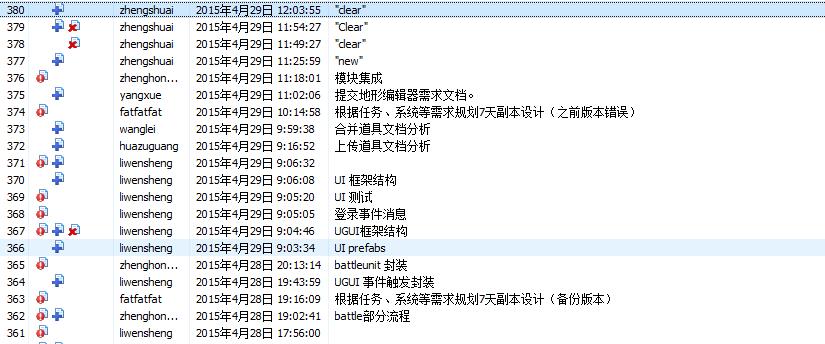 380 zhengshuai 2015年4月29日 12:03:55 "clear"
379 zhengshuai 2015年4月29日 11:54:27 "Clear"
378 zhengshuai 2015年4月29日 11:49:27 "clear"
377 zhengshuai 2015年4月29日 11:25:59 "new"
376 zhenghon... 2015年4月29日 11:18:01 模块集成
375 yangxue 2015年4月29日 11:02:06 提交地形编辑器需求文档。
374 fatfatfat 2015年4月29日 10:14:58 根据任务、系统等需求规划7天副本设计（之前版本错误）
373 wanglei 2015年4月29日 9:59:38 合并道具文档分析
372 huazuguang 2015年4月29日 9:16:52 上传道具文档分析
371 liwensheng 2015年4月29日 9:06:32
370 liwensheng 2015年4月29日 9:06:08 UI 框架结构
369 liwensheng 2015年4月29日 9:05:20 UI 测试
368 liwensheng 2015年4月29日 9:05:05 登录事件消息
367 liwensheng 2015年4月29日 9:04:46 UGUI框架结构
366 liwensheng 2015年4月29日 9:03:34 UI prefabs
365 zhenghon... 2015年4月28日 20:13:14 battleunit 封装
364 liwensheng 2015年4月28日 19:43:59 UGUI 事件触发封装
363 fatfatfat 2015年4月28日 19:16:09 根据任务、系统等需求规划7天副本设计（备份版本）
362 zhenghon... 2015年4月28日 19:02:41 battle部分流程
361 liwensheng 2015年4月28日 17:56:00